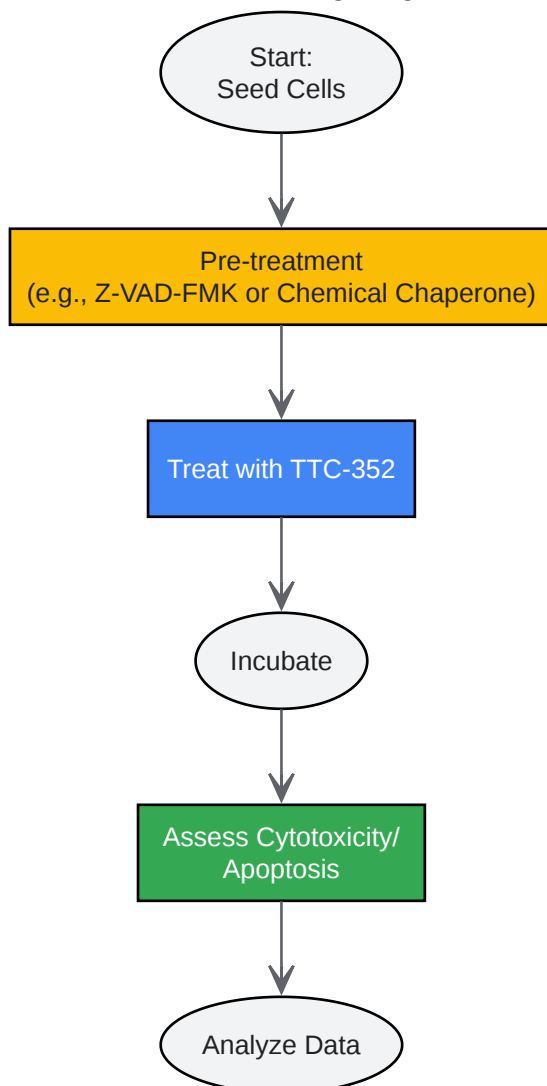 Start:
Seed Cells
Pre-treatment
(e.g., Z-VAD-FMK or Chemical Chaperone)
Treat with TTC-352
Incubate
Assess Cytotoxicity/
Apoptosis
Analyze Data